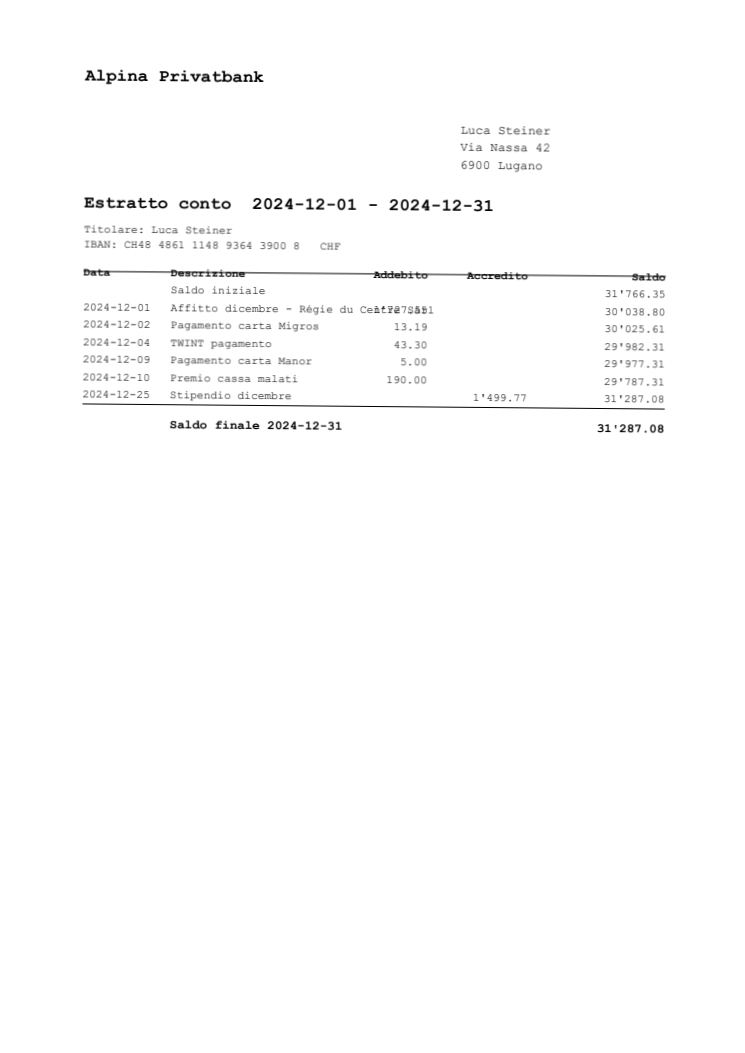 Alpina Privatbank
Luca Steiner
Via Nassa 42
6900 Lugano
Estratto conto 2024-12-01 - 2024-12-31
Titolare: Luca Steiner
IBAN: CH48 4861 1148 9364 3900 8 CHF
Data Descrizione Addebito Accredito Saldo
Saldo iniziale 31'766.35
2024-12-01 Affitto dicembre - Régie du 30'038.80
2024-12-02 Pagamento carta Migros 13.19 30'025.61
2024-12-04 TWINT pagamento 43.30 29'982.31
2024-12-09 Pagamento carta Manor 5.00 29'977.31
2024-12-10 Premio cassa malati 190.00 29'787.31
2024-12-25 Stipendio dicembre 1'499.77 31'287.08
Saldo finale 2024-12-31 31'287.08